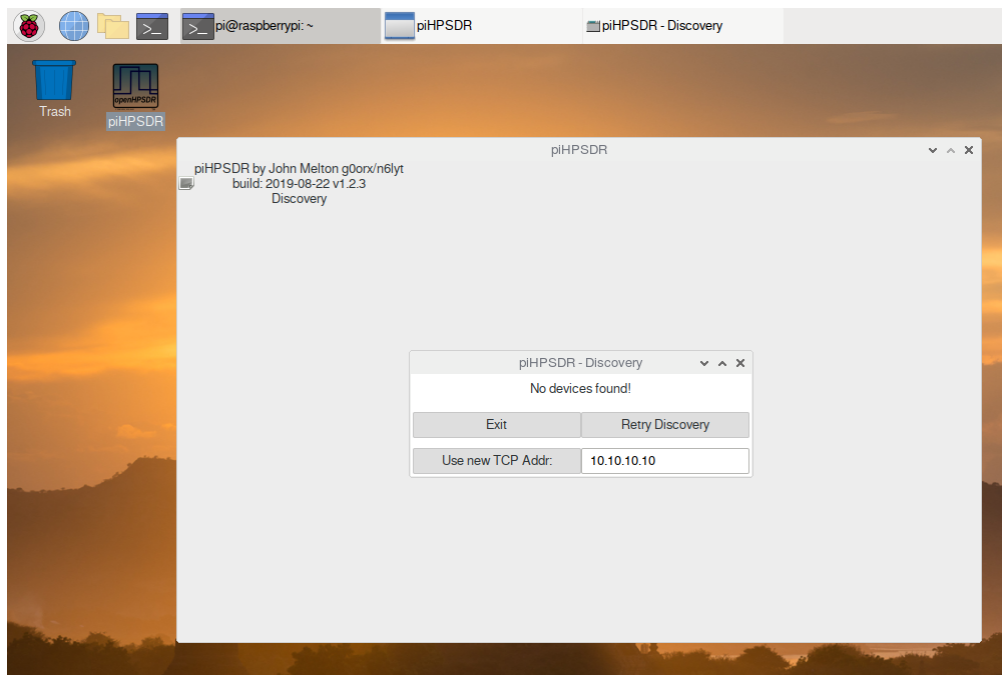 pi@raspberrypi: ~
piHPSDR
piHPSDR - Discovery
Trash
openHPSDR
piHPSDR
piHPSDR
piHPSDR by John Melton g0orx/n6lyt
build: 2019-08-22 v1.2.3
Discovery
piHPSDR - Discovery
No devices found!
Exit
Retry Discovery
Use new TCP Addr:
10.10.10.10